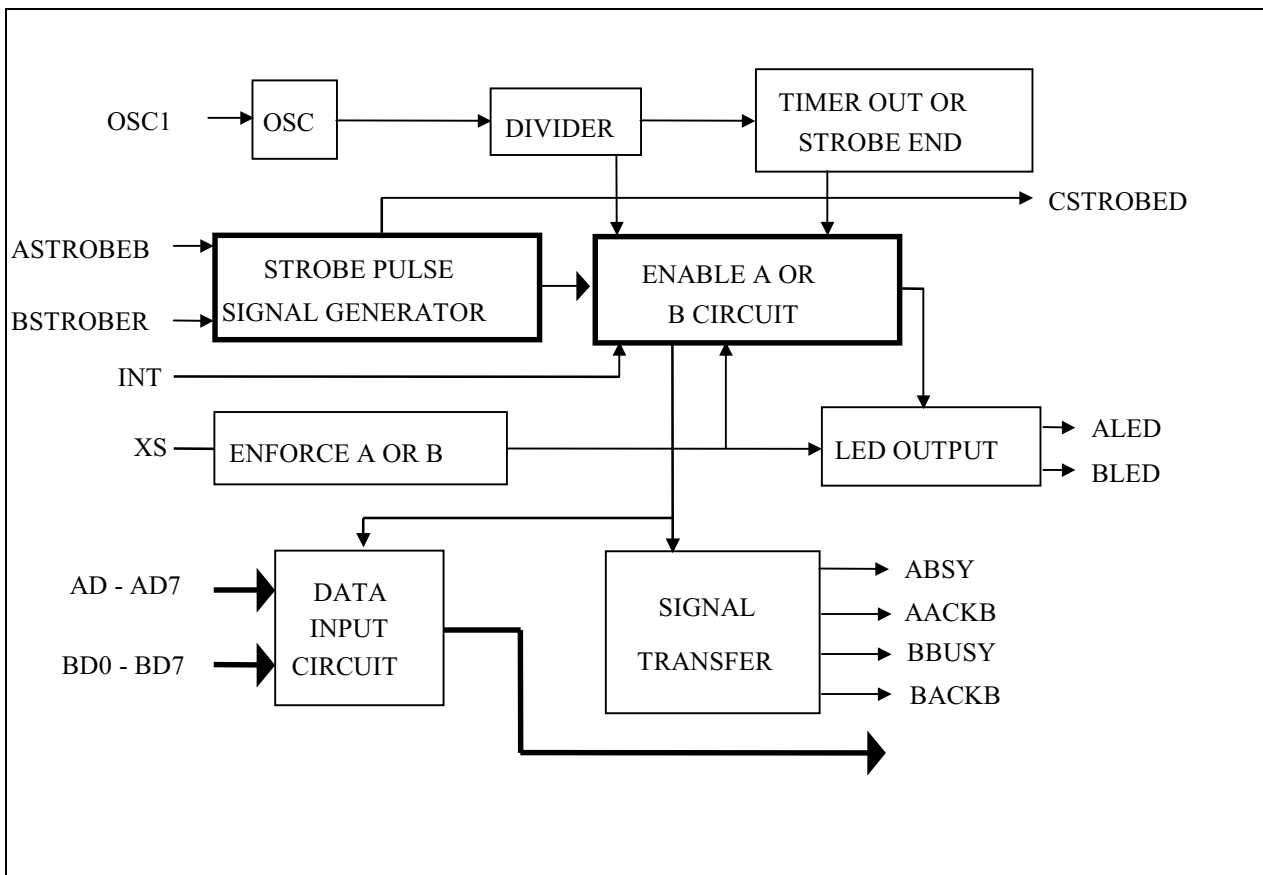 OSC1
OSC
DIVIDER
TIMER OUT OR
STROBE END
CSTROBED
ASTROBEB
BSTROBER
STROBE PULSE
SIGNAL GENERATOR
ENABLE A OR
B CIRCUIT
INT
XS
ENFORCE A OR B
LED OUTPUT
ALED
BLED
AD - AD7
BD0 - BD7
DATA
INPUT
CIRCUIT
SIGNAL
TRANSFER
ABSY
AACKB
BBUSY
BACKB